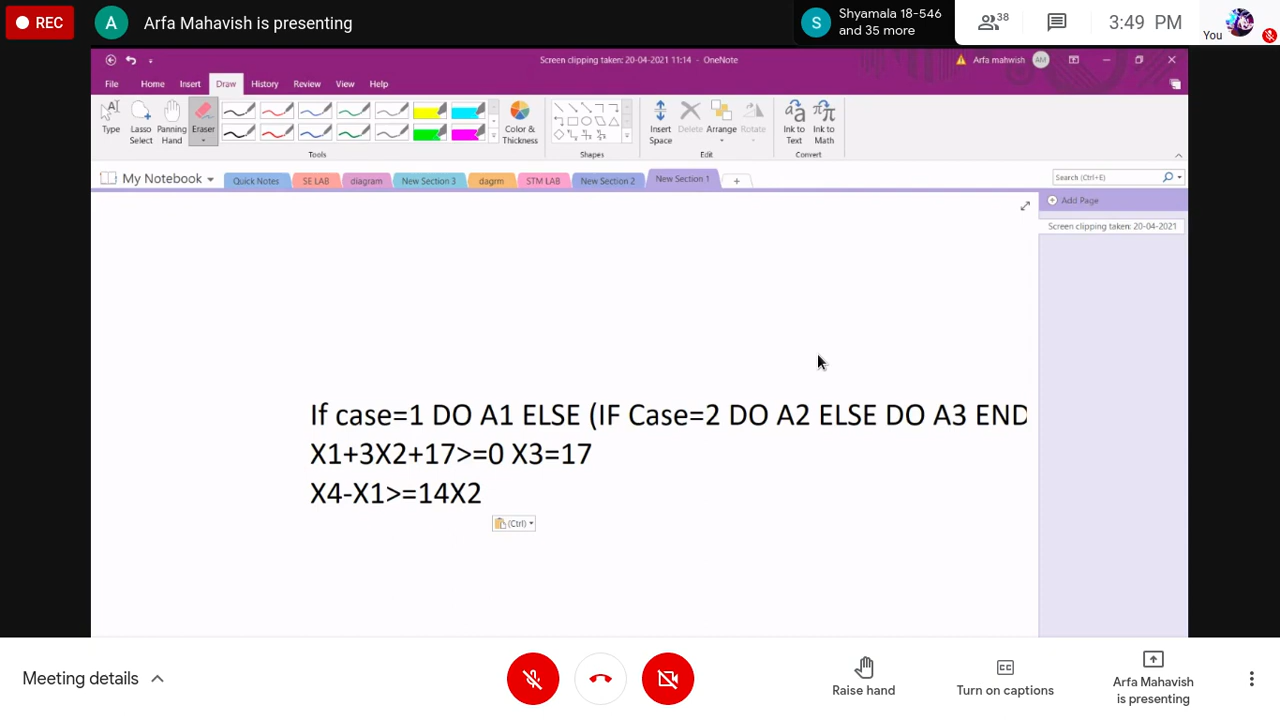 REC
A
Arfa Mahavish is presenting
S
Shyamala 18-546
and 35 more
38
3:49 PM
You
Screen clipping taken: 20-04-2021 11:14 - OneNote
Arfa mahwish
AM
File
Home
Insert
Draw
History
Review
View
Help
Type
Lasso
Select
Panning
Hand
Eraser
Color &
Thickness
Insert
Space
Delete
Arrange
Rotate
Ink to
Text
Ink to
Math
Tools
Shapes
Edit
Convert
My Notebook
Quick Notes
SE LAB
diagram
New Section 3
dagrm
STM LAB
New Section 2
New Section 1
Search (Ctrl+E)
Add Page
Screen clipping taken: 20-04-2021
If case=1 DO A1 ELSE (IF Case=2 DO A2 ELSE DO A3 END
X1+3X2+17>=0 X3=17
X4-X1>=14X2
(Ctrl)
Meeting details
Raise hand
Turn on captions
Arfa Mahavish
is presenting